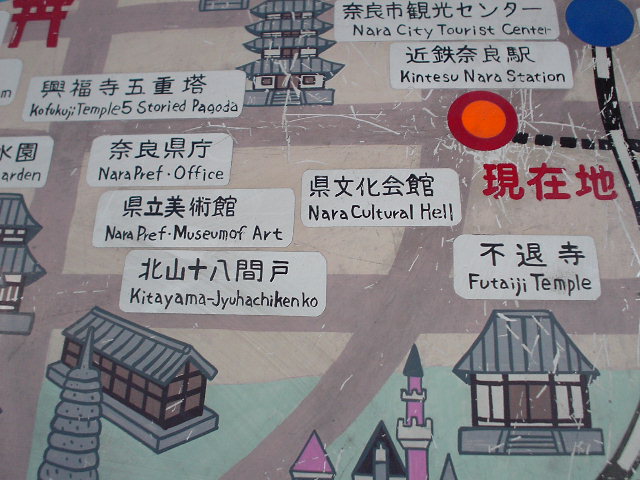 奈良市観光センター
Nara City Tourist Center
近鉄奈良駅
Kintesu Nara Station
興福寺五重塔
Kofukuji Temple 5 Storied Pagoda
水園
arden
奈良県庁
Nara Pref・Office
県文化会館
Nara Cultural Hell
現在地
県立美術館
Nara Pref・Museum of Art
不退寺
Futaiji Temple
北山十八間戸
Kitayama-Jyuhachikenko